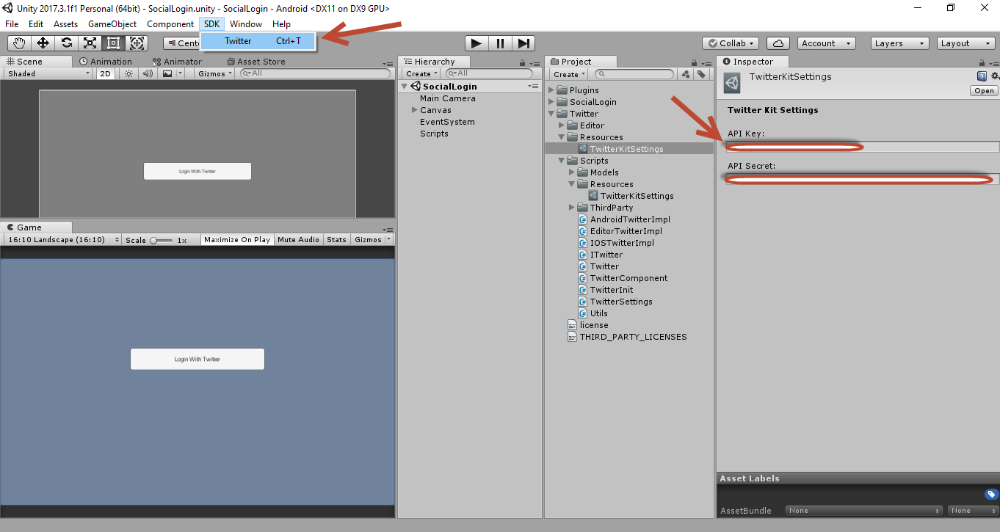 Unity 2017.3.1f1 Personal (64bit) - SocialLogin.unity - SocialLogin - Android <DX11 on DX9 GPU>
File Edit Assets GameObject Component SDK Window Help
Twitter Ctrl+T
Cente
Collab
Account
Layers
Layout
Scene Animation Animator Asset Store
Shaded 2D Gizmos All
Login With Twitter
Game
16:10 Landscape (16:10) Scale 1x Maximize On Play Mute Audio Stats Gizmos
Login With Twitter
Hierarchy
Create All
SocialLogin
Main Camera
Canvas
EventSystem
Scripts
Project
Create
Plugins
SocialLogin
Twitter
Editor
Resources
TwitterKitSettings
Scripts
Models
Resources
TwitterKitSettings
ThirdParty
AndroidTwitterImpl
EditorTwitterImpl
IOSTwitterImpl
ITwitter
Twitter
TwitterComponent
TwitterInit
TwitterSettings
Utils
license
THIRD_PARTY_LICENSES
Inspector
TwitterKitSettings
Open
Twitter Kit Settings
API Key:
API Secret:
Asset Labels
AssetBundle None None